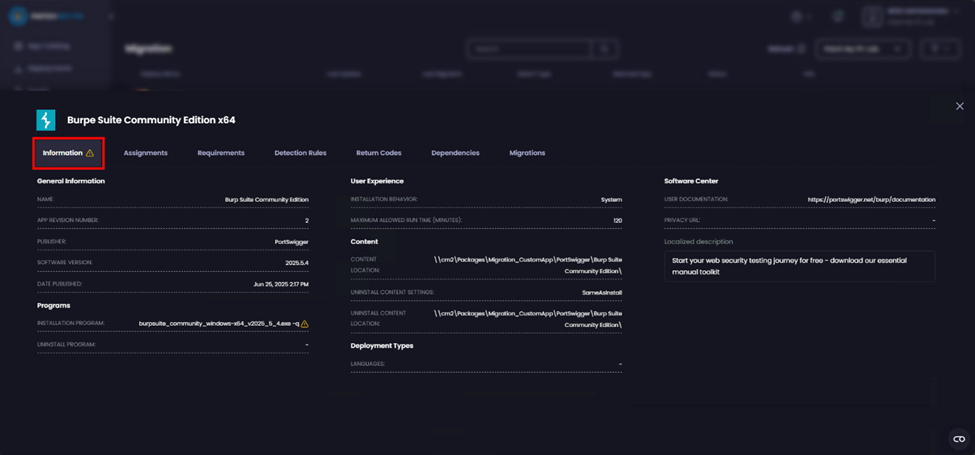 Migration
Search
Burpe Suite Community Edition x64
Information
Assignments
Requirements
Detection Rules
Return Codes
Dependencies
Migrations
General Information
NAME
Burp Suite Community Edition
APP REVISION NUMBER:
2
PUBLISHER:
PortSwigger
SOFTWARE VERSION:
2025.5.4
DATE PUBLISHED:
Jun 25, 2025 2:17 PM
Programs
INSTALLATION PROGRAM:
burpsuite_community_windows-x64_v2025_5_4.exe -q
UNINSTALL PROGRAM:
-
User Experience
INSTALLATION BEHAVIOR:
System
MAXIMUM ALLOWED RUN TIME (MINUTES):
120
Content
CONTENT LOCATION:
\\cm2\Packages\Migration_CustomApp\PortSwigger\Burp Suite
Community Edition\
UNINSTALL CONTENT SETTINGS:
SameAsInstall
UNINSTALL CONTENT LOCATION:
\\cm2\Packages\Migration_CustomApp\PortSwigger\Burp Suite
Community Edition\
Deployment Types
LANGUAGES:
-
Software Center
USER DOCUMENTATION:
https://portswigger.net/burp/documentation
PRIVACY URL:
-
Localized description
Start your web security testing journey for free - download our essential
manual toolkit